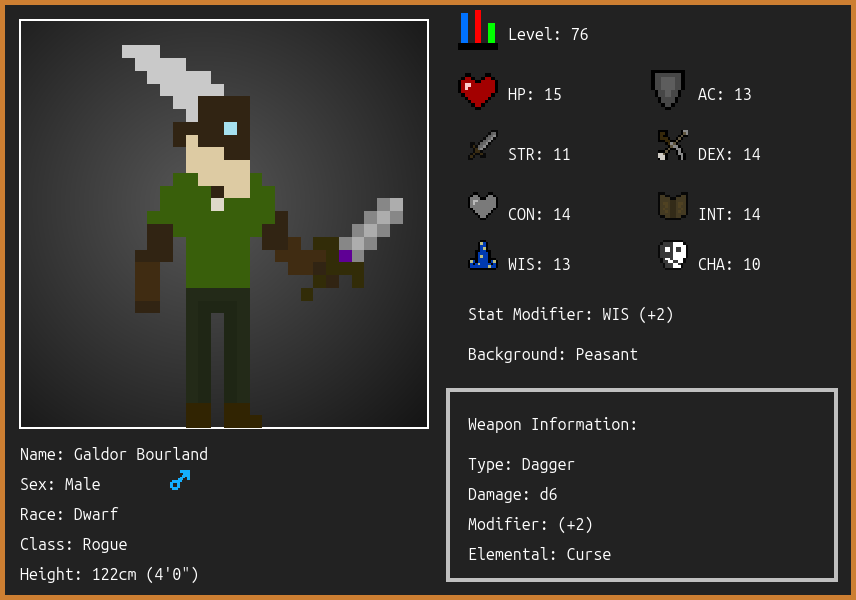 Level: 76
HP: 15
AC: 13
STR: 11
DEX: 14
CON: 14
INT: 14
WIS: 13
CHA: 10
Stat Modifier: WIS (+2)
Background: Peasant
Weapon Information:
Type: Dagger
Damage: d6
Modifier: (+2)
Elemental: Curse
Name: Galdor Bourland
Sex: Male
Race: Dwarf
Class: Rogue
Height: 122cm (4'0")